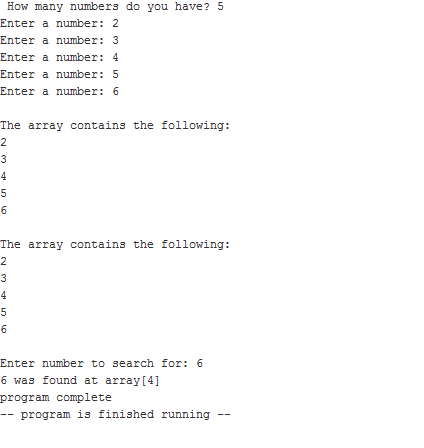 How many numbers do you have? 5
Enter a number: 2
Enter a number: 3
Enter a number: 4
Enter a number: 5
Enter a number: 6
The array contains the following:
2
3
4
5
6
The array contains the following:
2
3
4
5
6
Enter number to search for: 6
6 was found at array[4]
program complete
-- program is finished running --